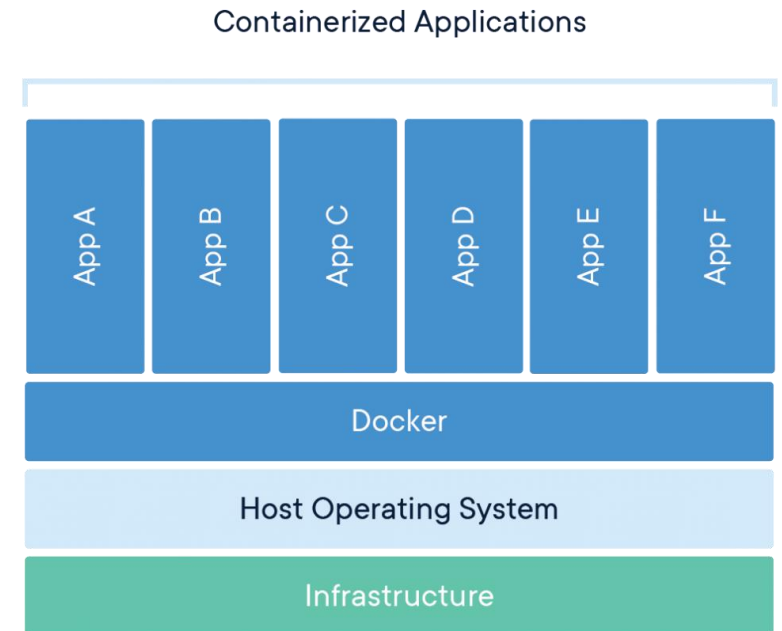 Containerized Applications
App A
App B
App C
App D
App E
App F
Docker
Host Operating System
Infrastructure